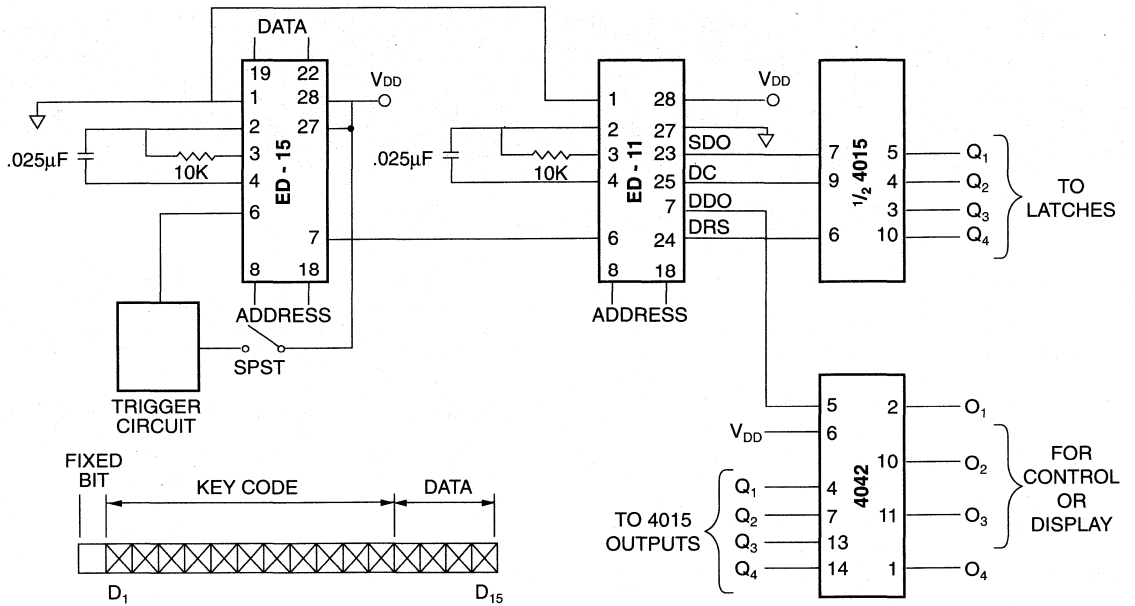 DATA
19 22
1 28
V_DD
2 27
.025µF
3
10K
4
ED - 15
6
7
8 18
ADDRESS
SPST
TRIGGER
CIRCUIT
1 28
V_DD
2 27
.025µF
3 23
10K
SDO
4 25
DC
ED - 11
7
DDO
6 24
DRS
8 18
ADDRESS
7 5 Q1
9 4 Q2
3 Q3
6 10 Q4
1/2 4015
TO
LATCHES
5 2 O1
V_DD 6
10 O2
Q1 4
Q2 7 11 O3
Q3 13
Q4 14 1 O4
4042
TO 4015
OUTPUTS
FOR
CONTROL
OR
DISPLAY
FIXED
BIT
KEY CODE DATA
D1 D15